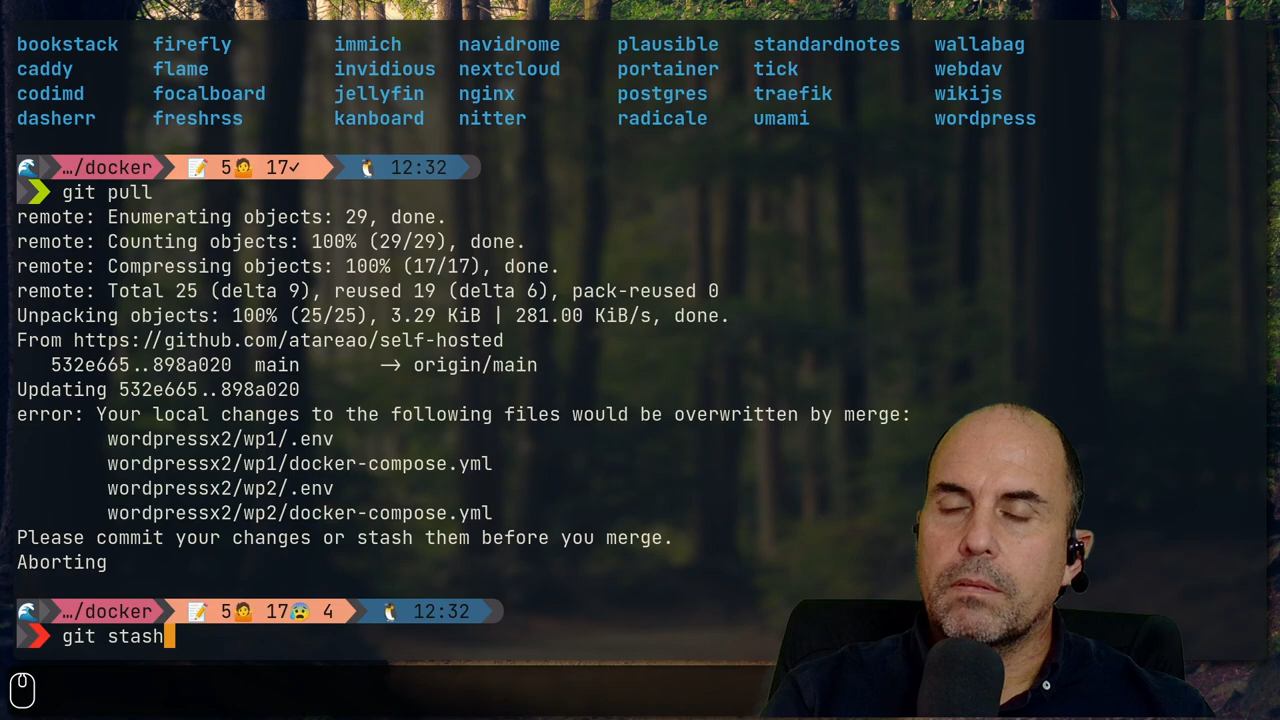 bookstack firefly immich navidrome plausible standardnotes wallabag
caddy flame invidious nextcloud portainer tick webdav
codimd focalboard jellyfin nginx postgres traefik wikijs
dasherr freshrss kanboard nitter radicale umami wordpress
…/docker 5 17✓ 12:32
git pull
remote: Enumerating objects: 29, done.
remote: Counting objects: 100% (29/29), done.
remote: Compressing objects: 100% (17/17), done.
remote: Total 25 (delta 9), reused 19 (delta 6), pack-reused 0
Unpacking objects: 100% (25/25), 3.29 KiB | 281.00 KiB/s, done.
From https://github.com/atareao/self-hosted
532e665..898a020 main -> origin/main
Updating 532e665..898a020
error: Your local changes to the following files would be overwritten by merge:
wordpressx2/wp1/.env
wordpressx2/wp1/docker-compose.yml
wordpressx2/wp2/.env
wordpressx2/wp2/docker-compose.yml
Please commit your changes or stash them before you merge.
Aborting
…/docker 5 17 4 12:32
git stash